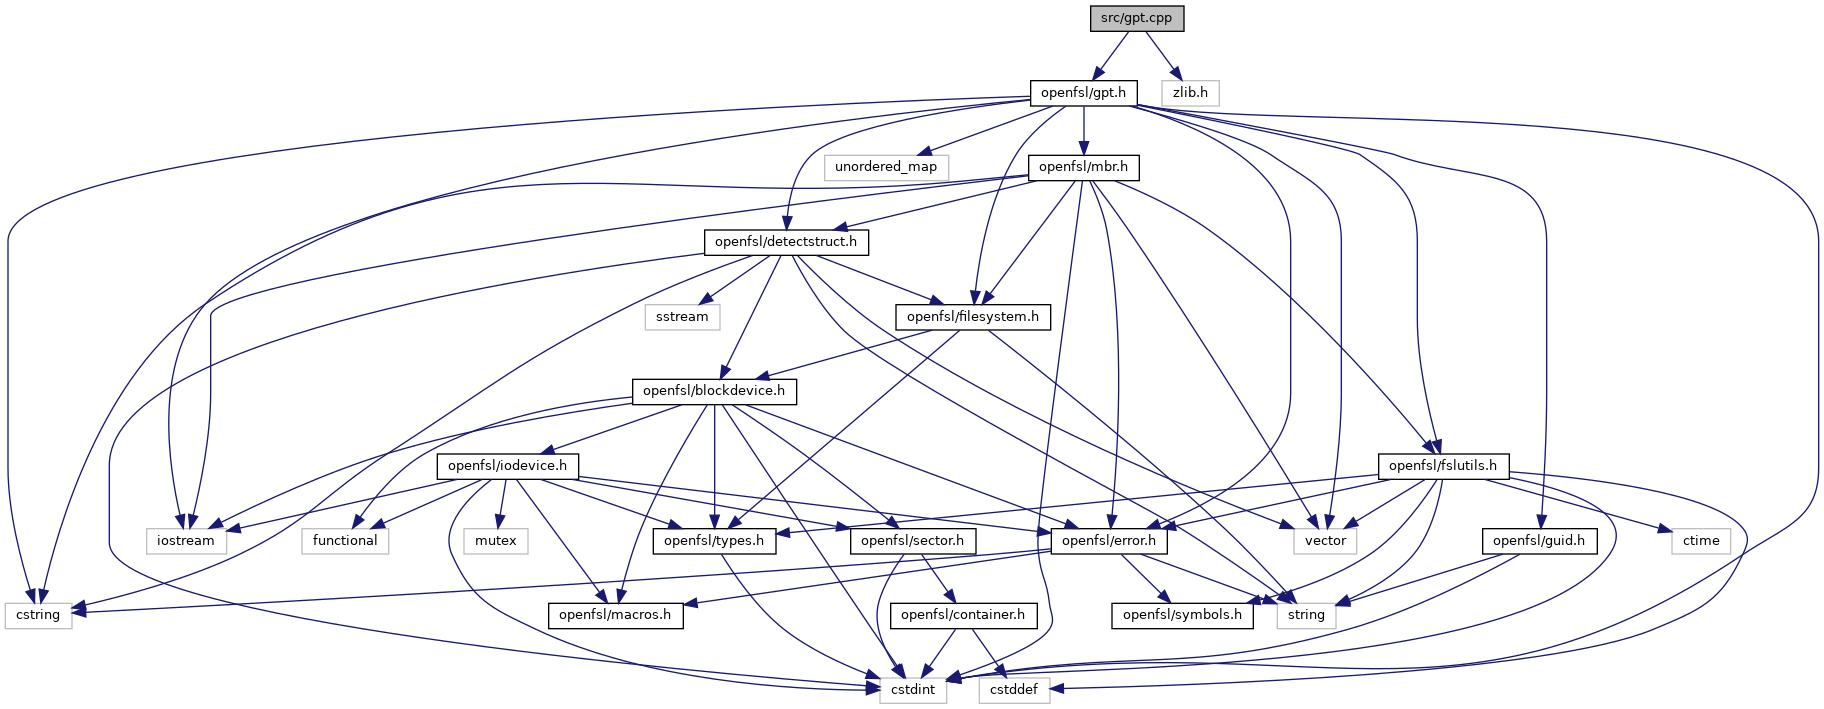 src/gpt.cpp
openfsl/gpt.h
zlib.h
unordered_map
openfsl/mbr.h
openfsl/detectstruct.h
sstream
openfsl/filesystem.h
openfsl/blockdevice.h
openfsl/iodevice.h
openfsl/fslutils.h
iostream
functional
mutex
openfsl/types.h
openfsl/sector.h
openfsl/error.h
vector
openfsl/guid.h
ctime
cstring
openfsl/macros.h
openfsl/container.h
openfsl/symbols.h
string
cstdint
cstddef